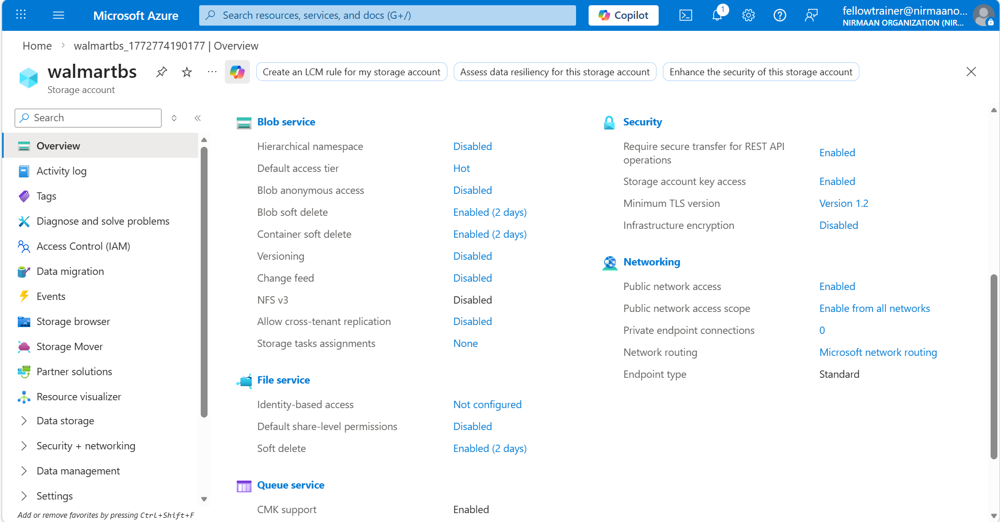 Microsoft Azure
Search resources, services, and docs (G+/)
Copilot
1
fellowtrainer@nirmaano...
NIRMAAN ORGANIZATION (NIR...
Home > walmartbs_1772774190177 | Overview
walmartbs
Storage account
Create an LCM rule for my storage account
Assess data resiliency for this storage account
Enhance the security of this storage account
Search
Overview
Activity log
Tags
Diagnose and solve problems
Access Control (IAM)
Data migration
Events
Storage browser
Storage Mover
Partner solutions
Resource visualizer
Data storage
Security + networking
Data management
Settings
Add or remove favorites by pressing Ctrl+Shift+F
Blob service
Hierarchical namespace Disabled
Default access tier Hot
Blob anonymous access Disabled
Blob soft delete Enabled (2 days)
Container soft delete Enabled (2 days)
Versioning Disabled
Change feed Disabled
NFS v3 Disabled
Allow cross-tenant replication Disabled
Storage tasks assignments None
File service
Identity-based access Not configured
Default share-level permissions Disabled
Soft delete Enabled (2 days)
Queue service
CMK support Enabled
Security
Require secure transfer for REST API
operations Enabled
Storage account key access Enabled
Minimum TLS version Version 1.2
Infrastructure encryption Disabled
Networking
Public network access Enabled
Public network access scope Enable from all networks
Private endpoint connections 0
Network routing Microsoft network routing
Endpoint type Standard